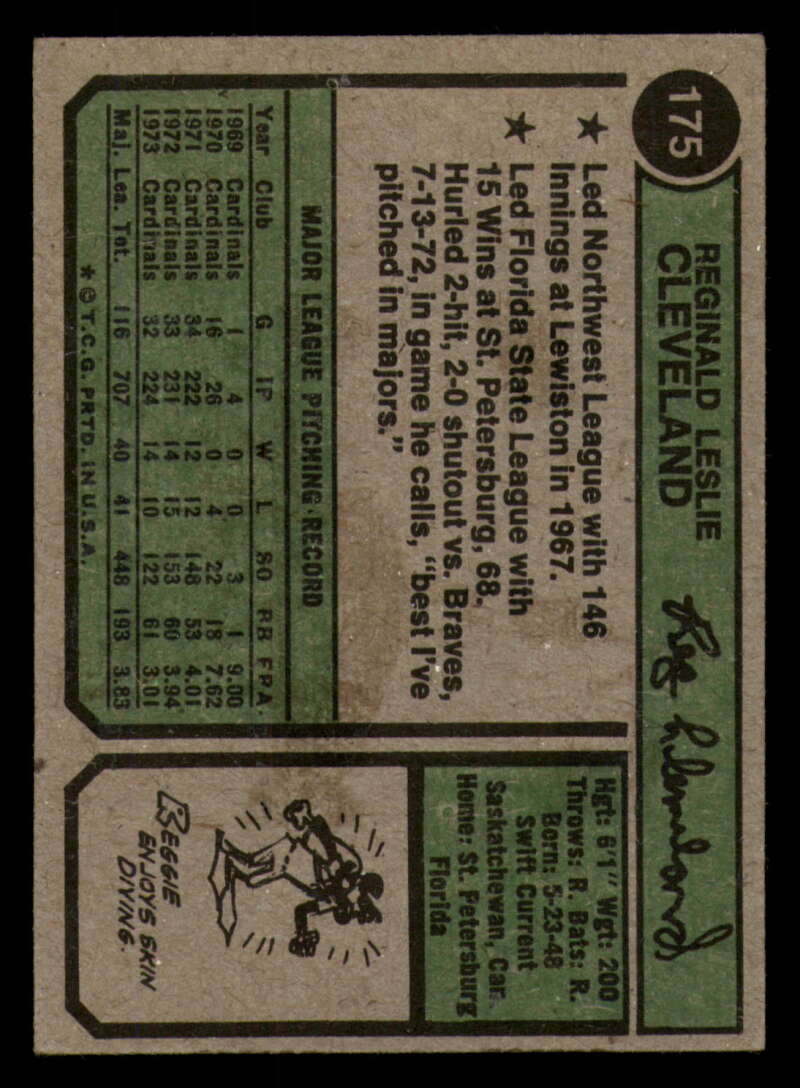 175
REGINALD LESLIE
CLEVELAND
Reg Cleveland
★ Led Northwest League with 146
Innings at Lewiston in 1967.
★ Led Florida State League with
15 Wins at St. Petersburg, 68.
Hurled 2-hit, 2-0 shutout vs. Braves,
7-13-72, in game he calls, "best I've
pitched in majors."
MAJOR LEAGUE PITCHING RECORD
Year Club G IP W L SO BB ERA.
1969 Cardinals 1 4 0 0 3 1 9.00
1970 Cardinals 16 26 0 4 22 18 7.62
1971 Cardinals 34 222 12 12 148 53 4.01
1972 Cardinals 33 231 14 15 153 60 3.94
1973 Cardinals 32 224 14 10 122 61 3.01
Maj. Lea. Tot. 116 707 40 41 448 193 3.83
* © T.C.G. PRTD. IN U.S.A.
Hgt: 6'1" Wgt: 200
Throws: R. Bats: R.
Born: 5-23-48
Swift Current
Saskatchewan, Can.
Home: St. Petersburg
Florida
REGGIE
ENJOYS SKIN
DIVING.